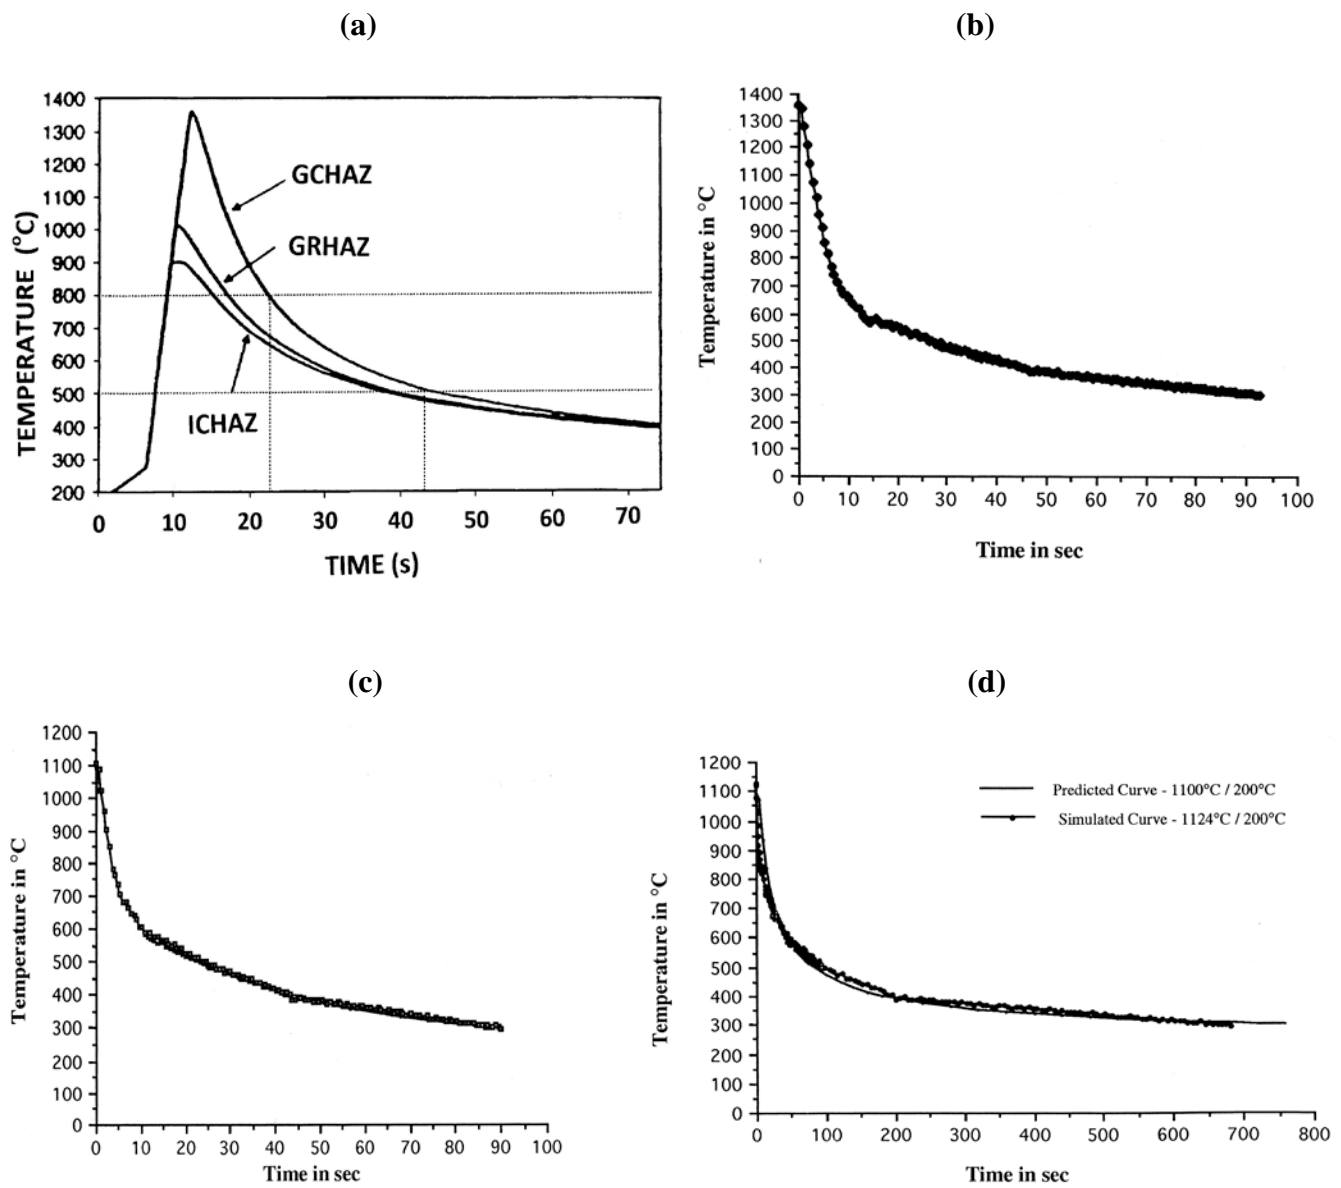 (a)
1400
1300
1200
1100
1000
900
800
700
600
500
400
300
200
TEMPERATURE (°C)
GCHAZ
GRHAZ
ICHAZ
0 10 20 30 40 50 60 70
TIME (s)
(b)
1400
1300
1200
1100
1000
900
800
700
600
500
400
300
200
100
0
Temperature in °C
0 10 20 30 40 50 60 70 80 90 100
Time in sec
(c)
1200
1100
1000
900
800
700
600
500
400
300
200
100
0
Temperature in °C
0 10 20 30 40 50 60 70 80 90 100
Time in sec
(d)
1200
1100
1000
900
800
700
600
500
400
300
200
100
0
Temperature in °C
Predicted Curve - 1100°C / 200°C
Simulated Curve - 1124°C / 200°C
0 100 200 300 400 500 600 700 800
Time in sec